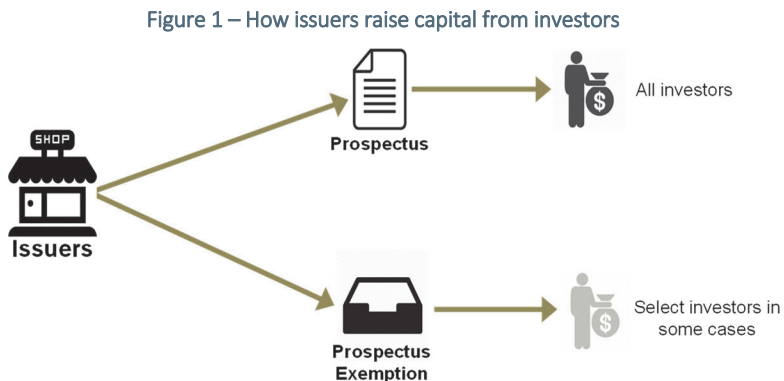 Figure 1 – How issuers raise capital from investors
SHOP
Issuers
Prospectus
$
All investors
Prospectus
Exemption
$
Select investors in
some cases